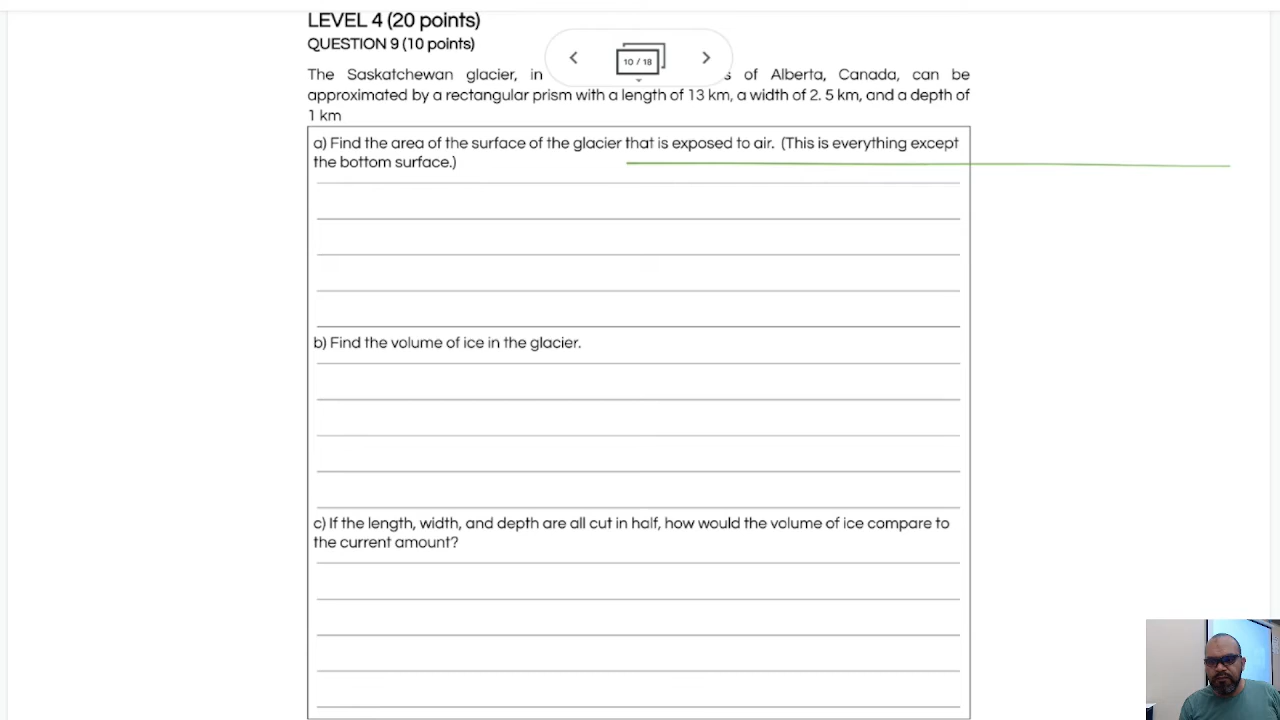 LEVEL 4 (20 points)
QUESTION 9 (10 points)
10 / 18
The Saskatchewan glacier, in of Alberta, Canada, can be
approximated by a rectangular prism with a length of 13 km, a width of 2. 5 km, and a depth of
1 km
a) Find the area of the surface of the glacier that is exposed to air. (This is everything except
the bottom surface.)
b) Find the volume of ice in the glacier.
c) If the length, width, and depth are all cut in half, how would the volume of ice compare to
the current amount?